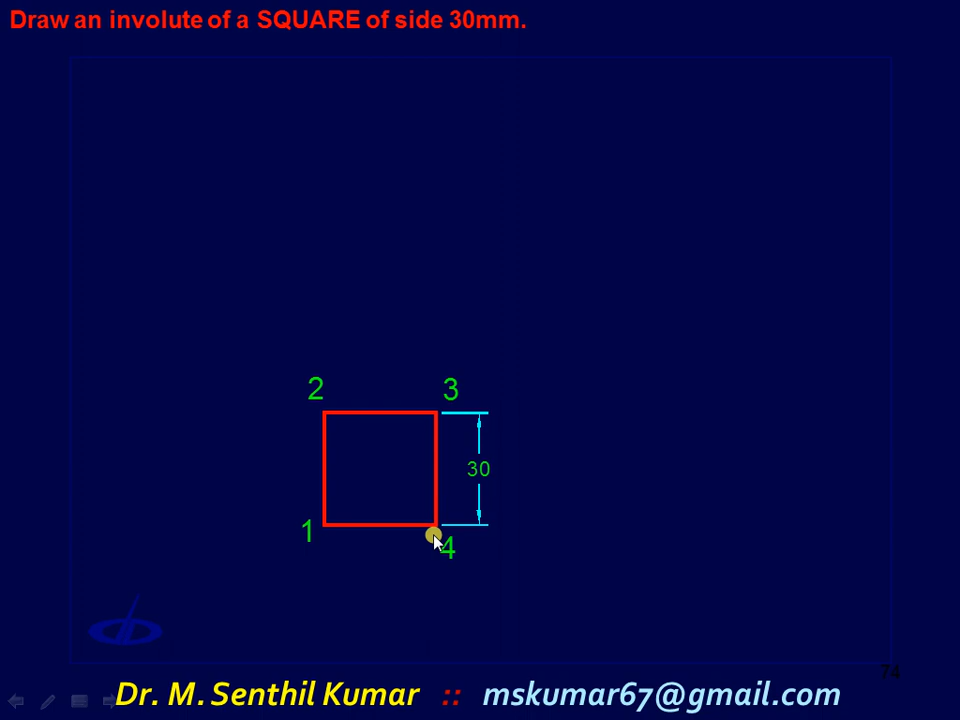 Draw an involute of a SQUARE of side 30mm.
2 3
30
1
4
74
Dr. M. Senthil Kumar :: mskumar67@gmail.com